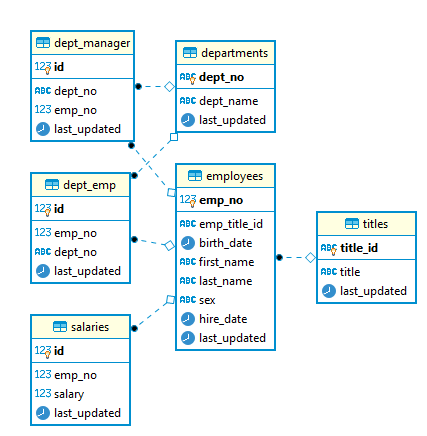 dept_manager
123 id
ABC dept_no
123 emp_no
last_updated
departments
ABC dept_no
ABC dept_name
last_updated
dept_emp
123 id
123 emp_no
ABC dept_no
last_updated
employees
123 emp_no
ABC emp_title_id
birth_date
ABC first_name
ABC last_name
ABC sex
hire_date
last_updated
titles
ABC title_id
ABC title
last_updated
salaries
123 id
123 emp_no
123 salary
last_updated